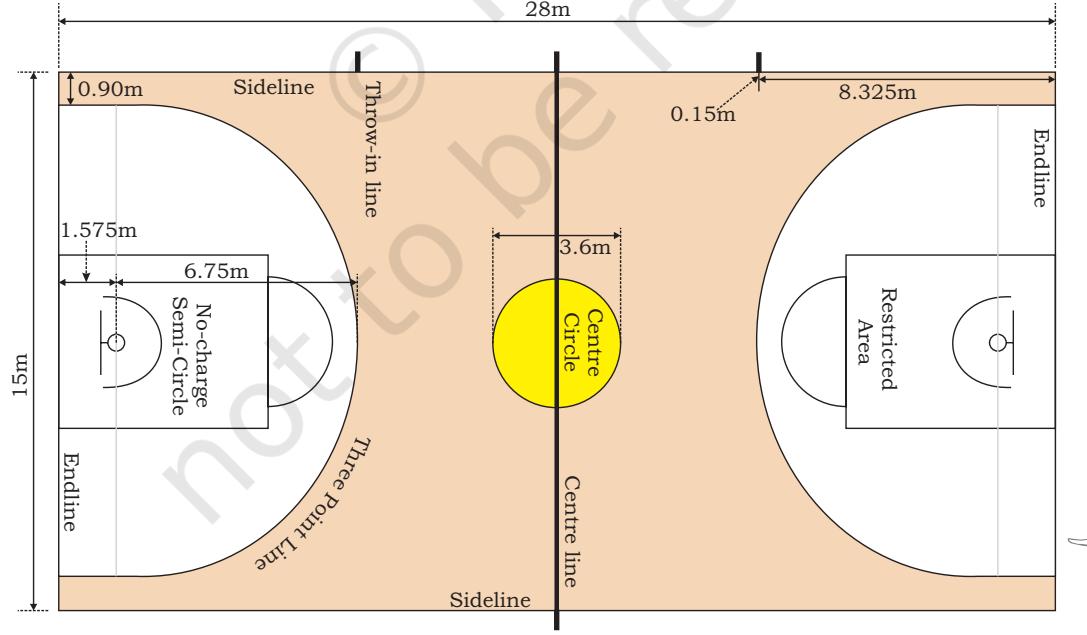 28m
0.90m
Sideline
Throw-in line
0.15m
8.325m
Endline
1.575m
6.75m
3.6m
No-charge
Semi-Circle
Centre
Circle
Restricted
Area
15m
Endline
Three Point Line
Centre line
Sideline
©
not to be re